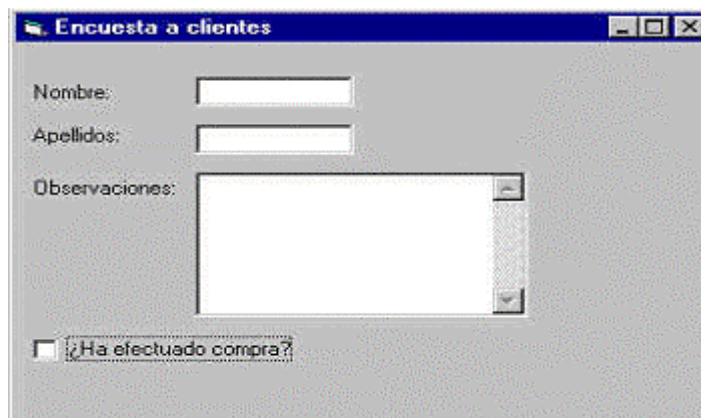 Encuesta a clientes
Nombre:
Apellidos:
Observaciones:
¿Ha efectuado compra?